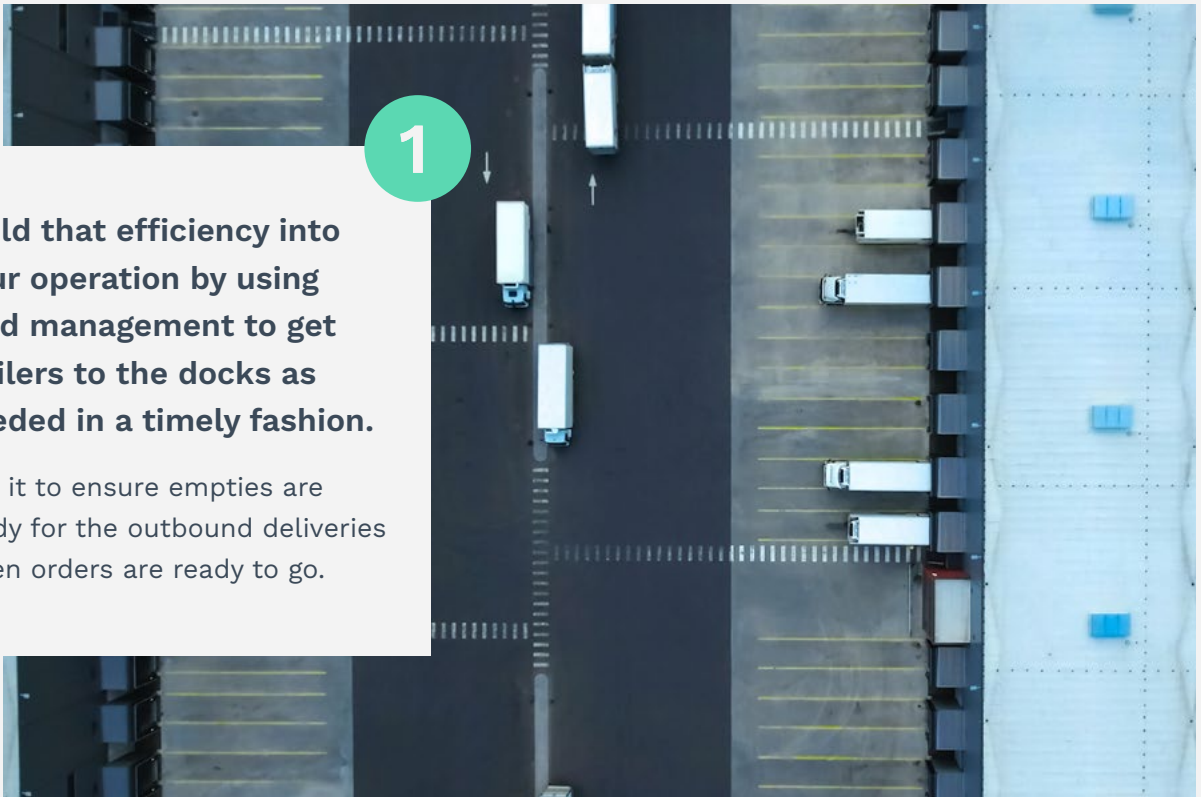 1
ld that efficiency into
ur operation by using
d management to get
ilers to the docks as
eded in a timely fashion.
it to ensure empties are
dy for the outbound deliveries
en orders are ready to go.